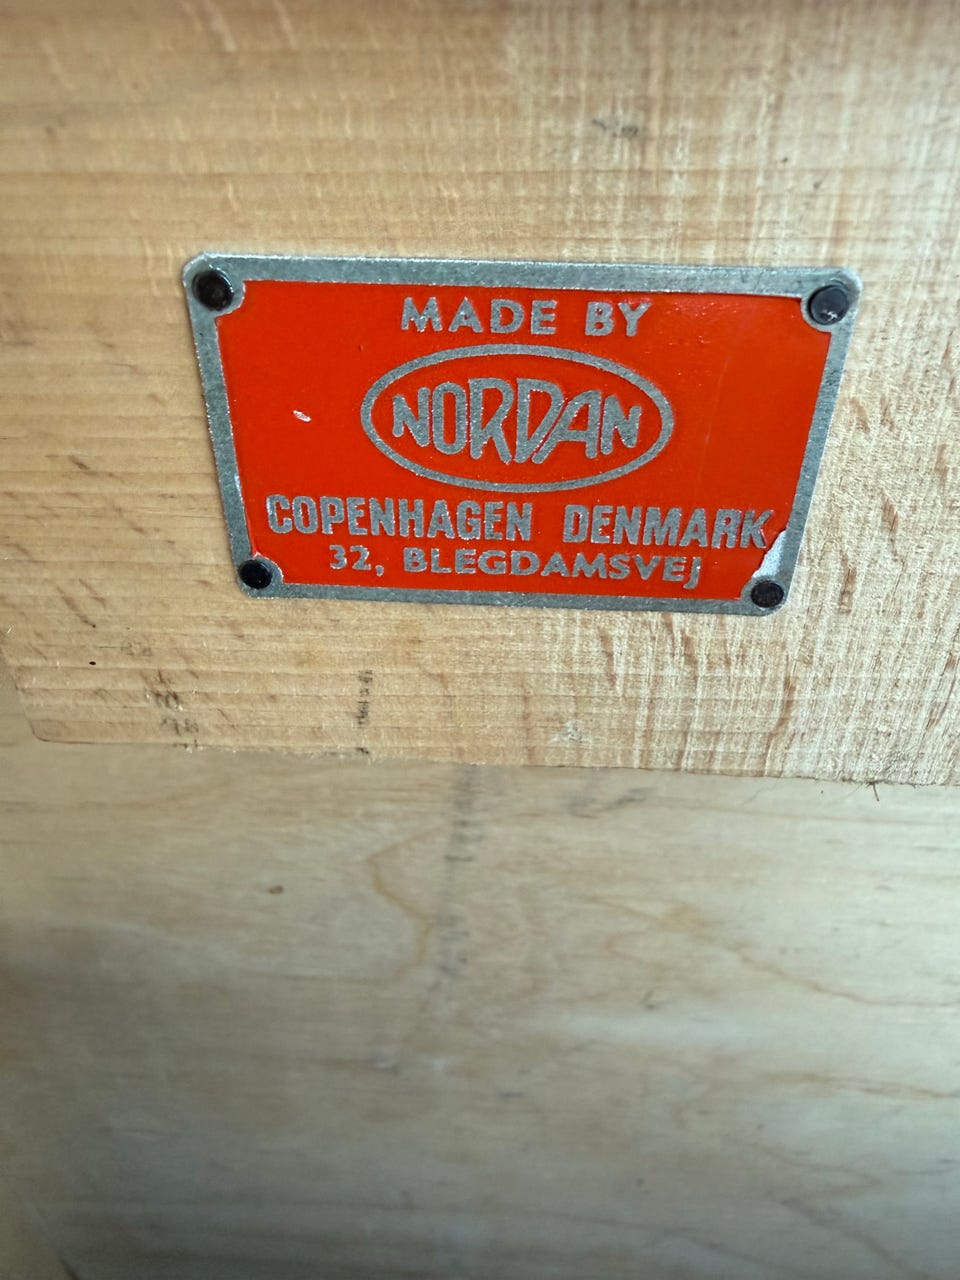 MADE BY
NORDAN
COPENHAGEN DENMARK
32, BLEGDAMSVEJ